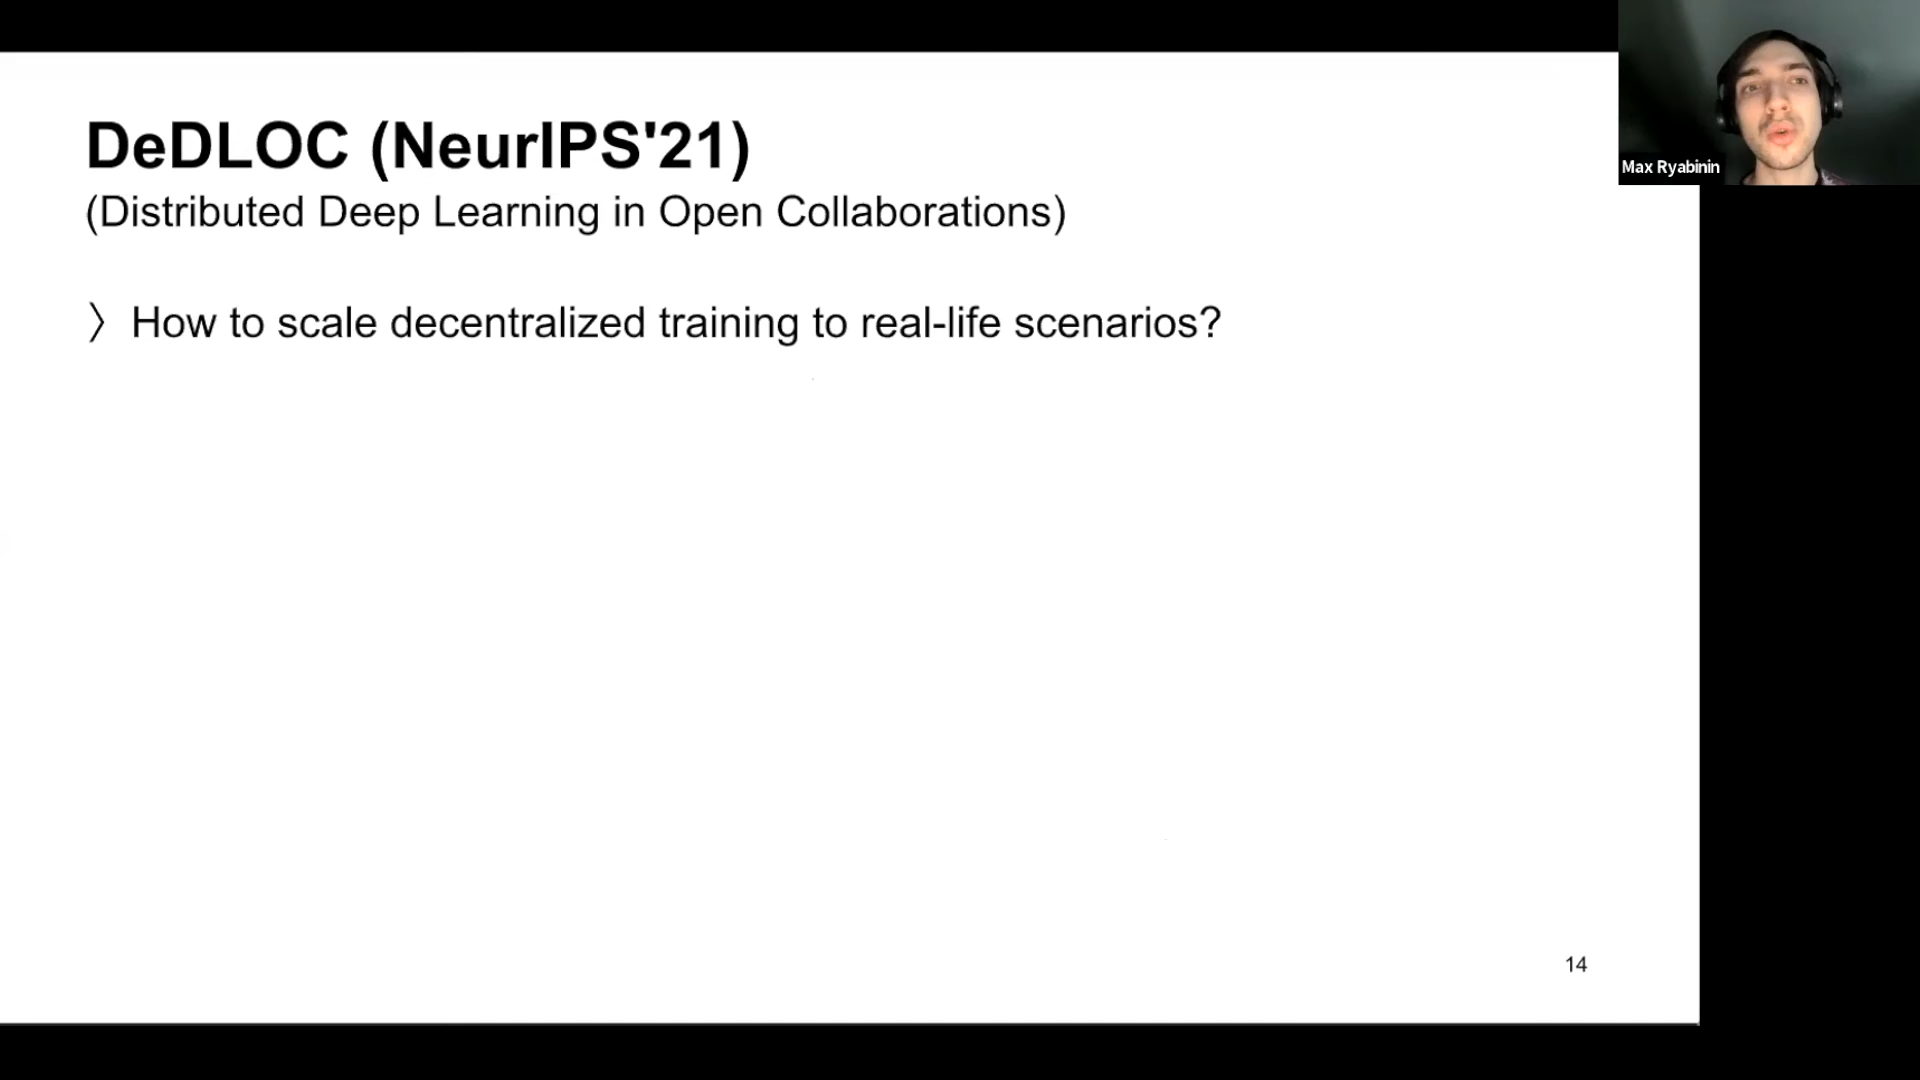 DeDLOC (NeurIPS'21)
(Distributed Deep Learning in Open Collaborations)
〉How to scale decentralized training to real-life scenarios?
Max Ryabinin
14